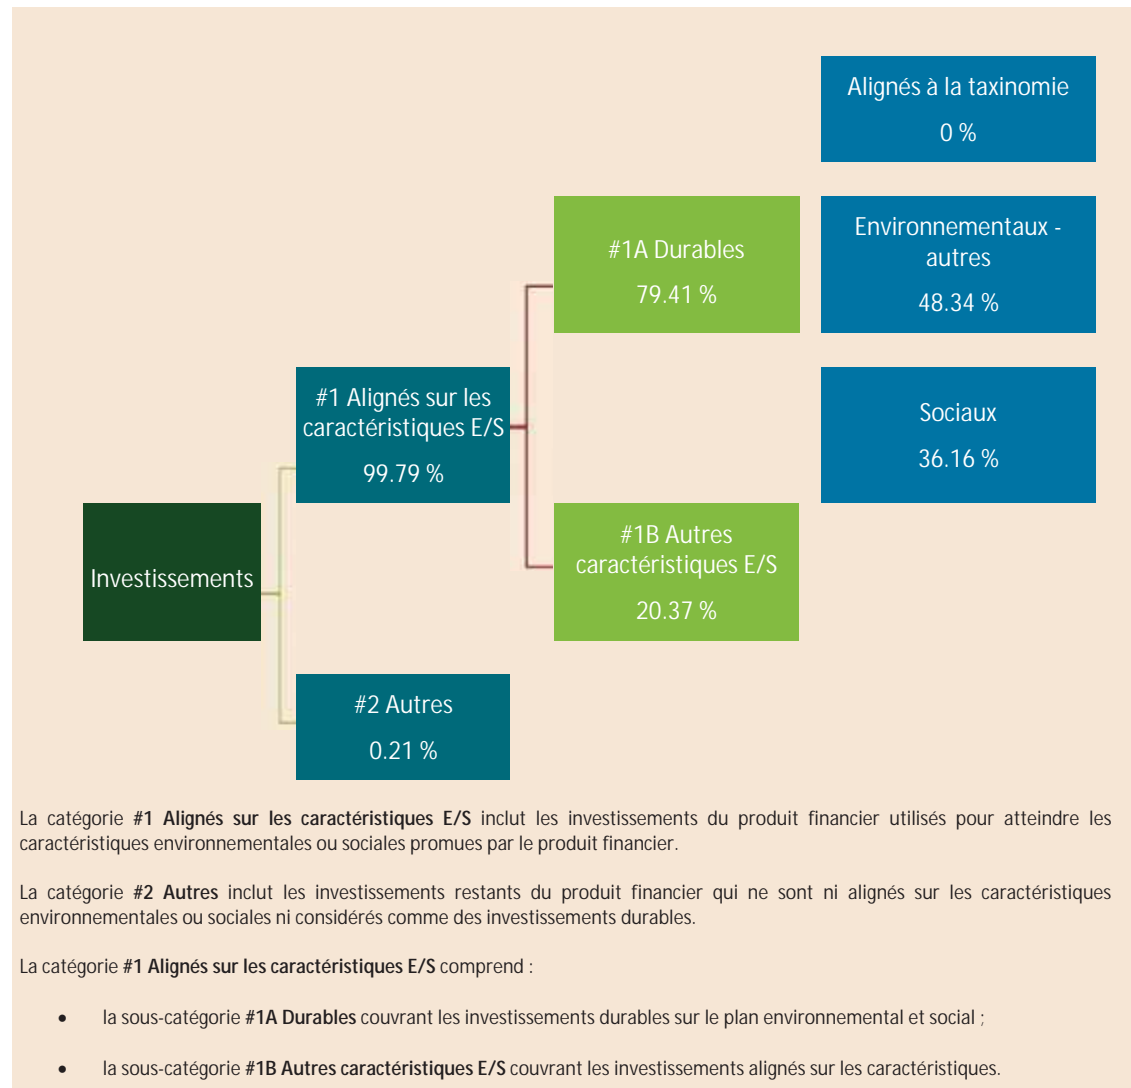 Alignés à la taxinomie
0 %
#1A Durables
79.41 %
Environnementaux -
autres
48.34 %
#1 Alignés sur les
caractéristiques E/S
99.79 %
Sociaux
36.16 %
Investissements
#1B Autres
caractéristiques E/S
20.37 %
#2 Autres
0.21 %
La catégorie #1 Alignés sur les caractéristiques E/S inclut les investissements du produit financier utilisés pour atteindre les
caractéristiques environnementales ou sociales promues par le produit financier.
La catégorie #2 Autres inclut les investissements restants du produit financier qui ne sont ni alignés sur les caractéristiques
environnementales ou sociales ni considérés comme des investissements durables.
La catégorie #1 Alignés sur les caractéristiques E/S comprend :
• la sous-catégorie #1A Durables couvrant les investissements durables sur le plan environnemental et social ;
• la sous-catégorie #1B Autres caractéristiques E/S couvrant les investissements alignés sur les caractéristiques.